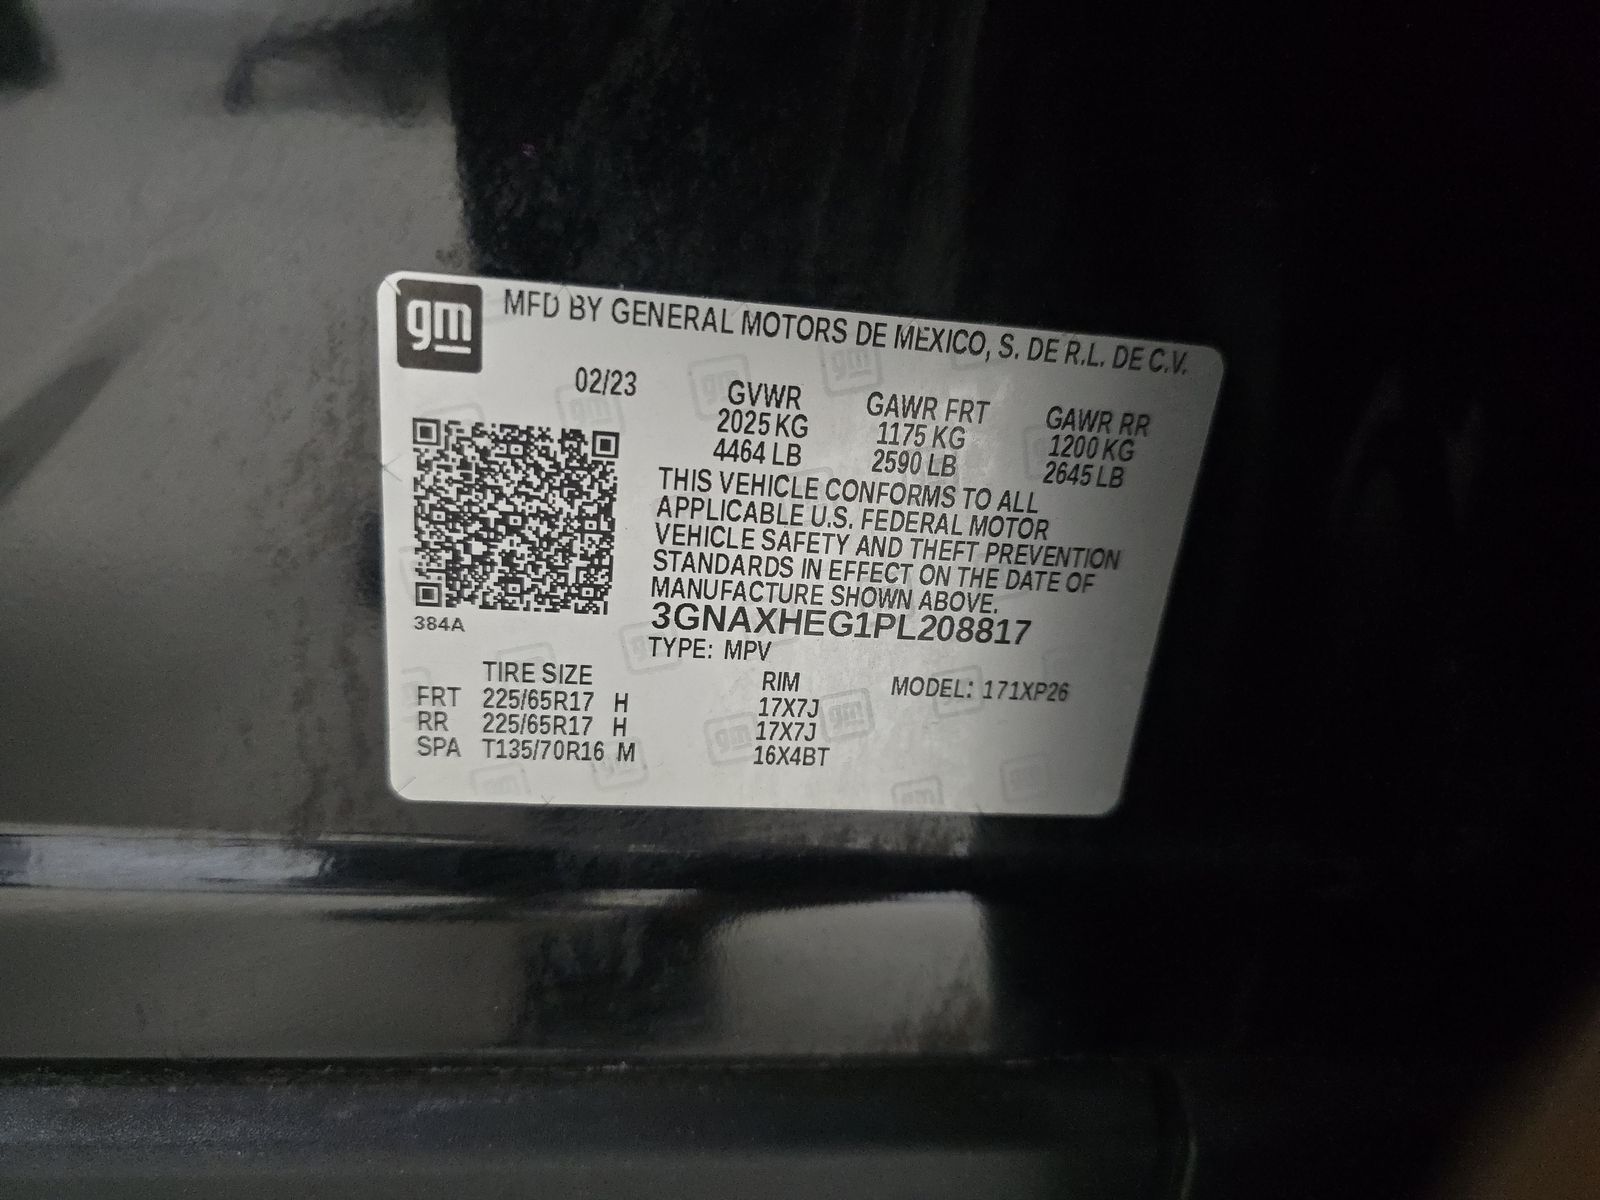 gm MFD BY GENERAL MOTORS DE MEXICO, S. DE R.L. DE C.V.
02/23
GVWR GAWR FRT GAWR RR
2025 KG 1175 KG 1200 KG
4464 LB 2590 LB 2645 LB
THIS VEHICLE CONFORMS TO ALL
APPLICABLE U.S. FEDERAL MOTOR
VEHICLE SAFETY AND THEFT PREVENTION
STANDARDS IN EFFECT ON THE DATE OF
MANUFACTURE SHOWN ABOVE.
384A
3GNAXHEG1PL208817
TYPE: MPV
TIRE SIZE RIM MODEL: 171XP26
FRT 225/65R17 H 17X7J
RR 225/65R17 H 17X7J
SPA T135/70R16 M 16X4BT